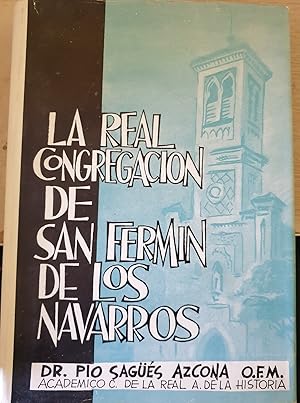 LA REAL
CONGREGACION
DE
SAN FERMIN
DE LOS
NAVARROS
DR. PIO SAGÜÉS AZCONA O.F.M.
ACADEMICO C. DE LA REAL A. DE LA HISTORIA